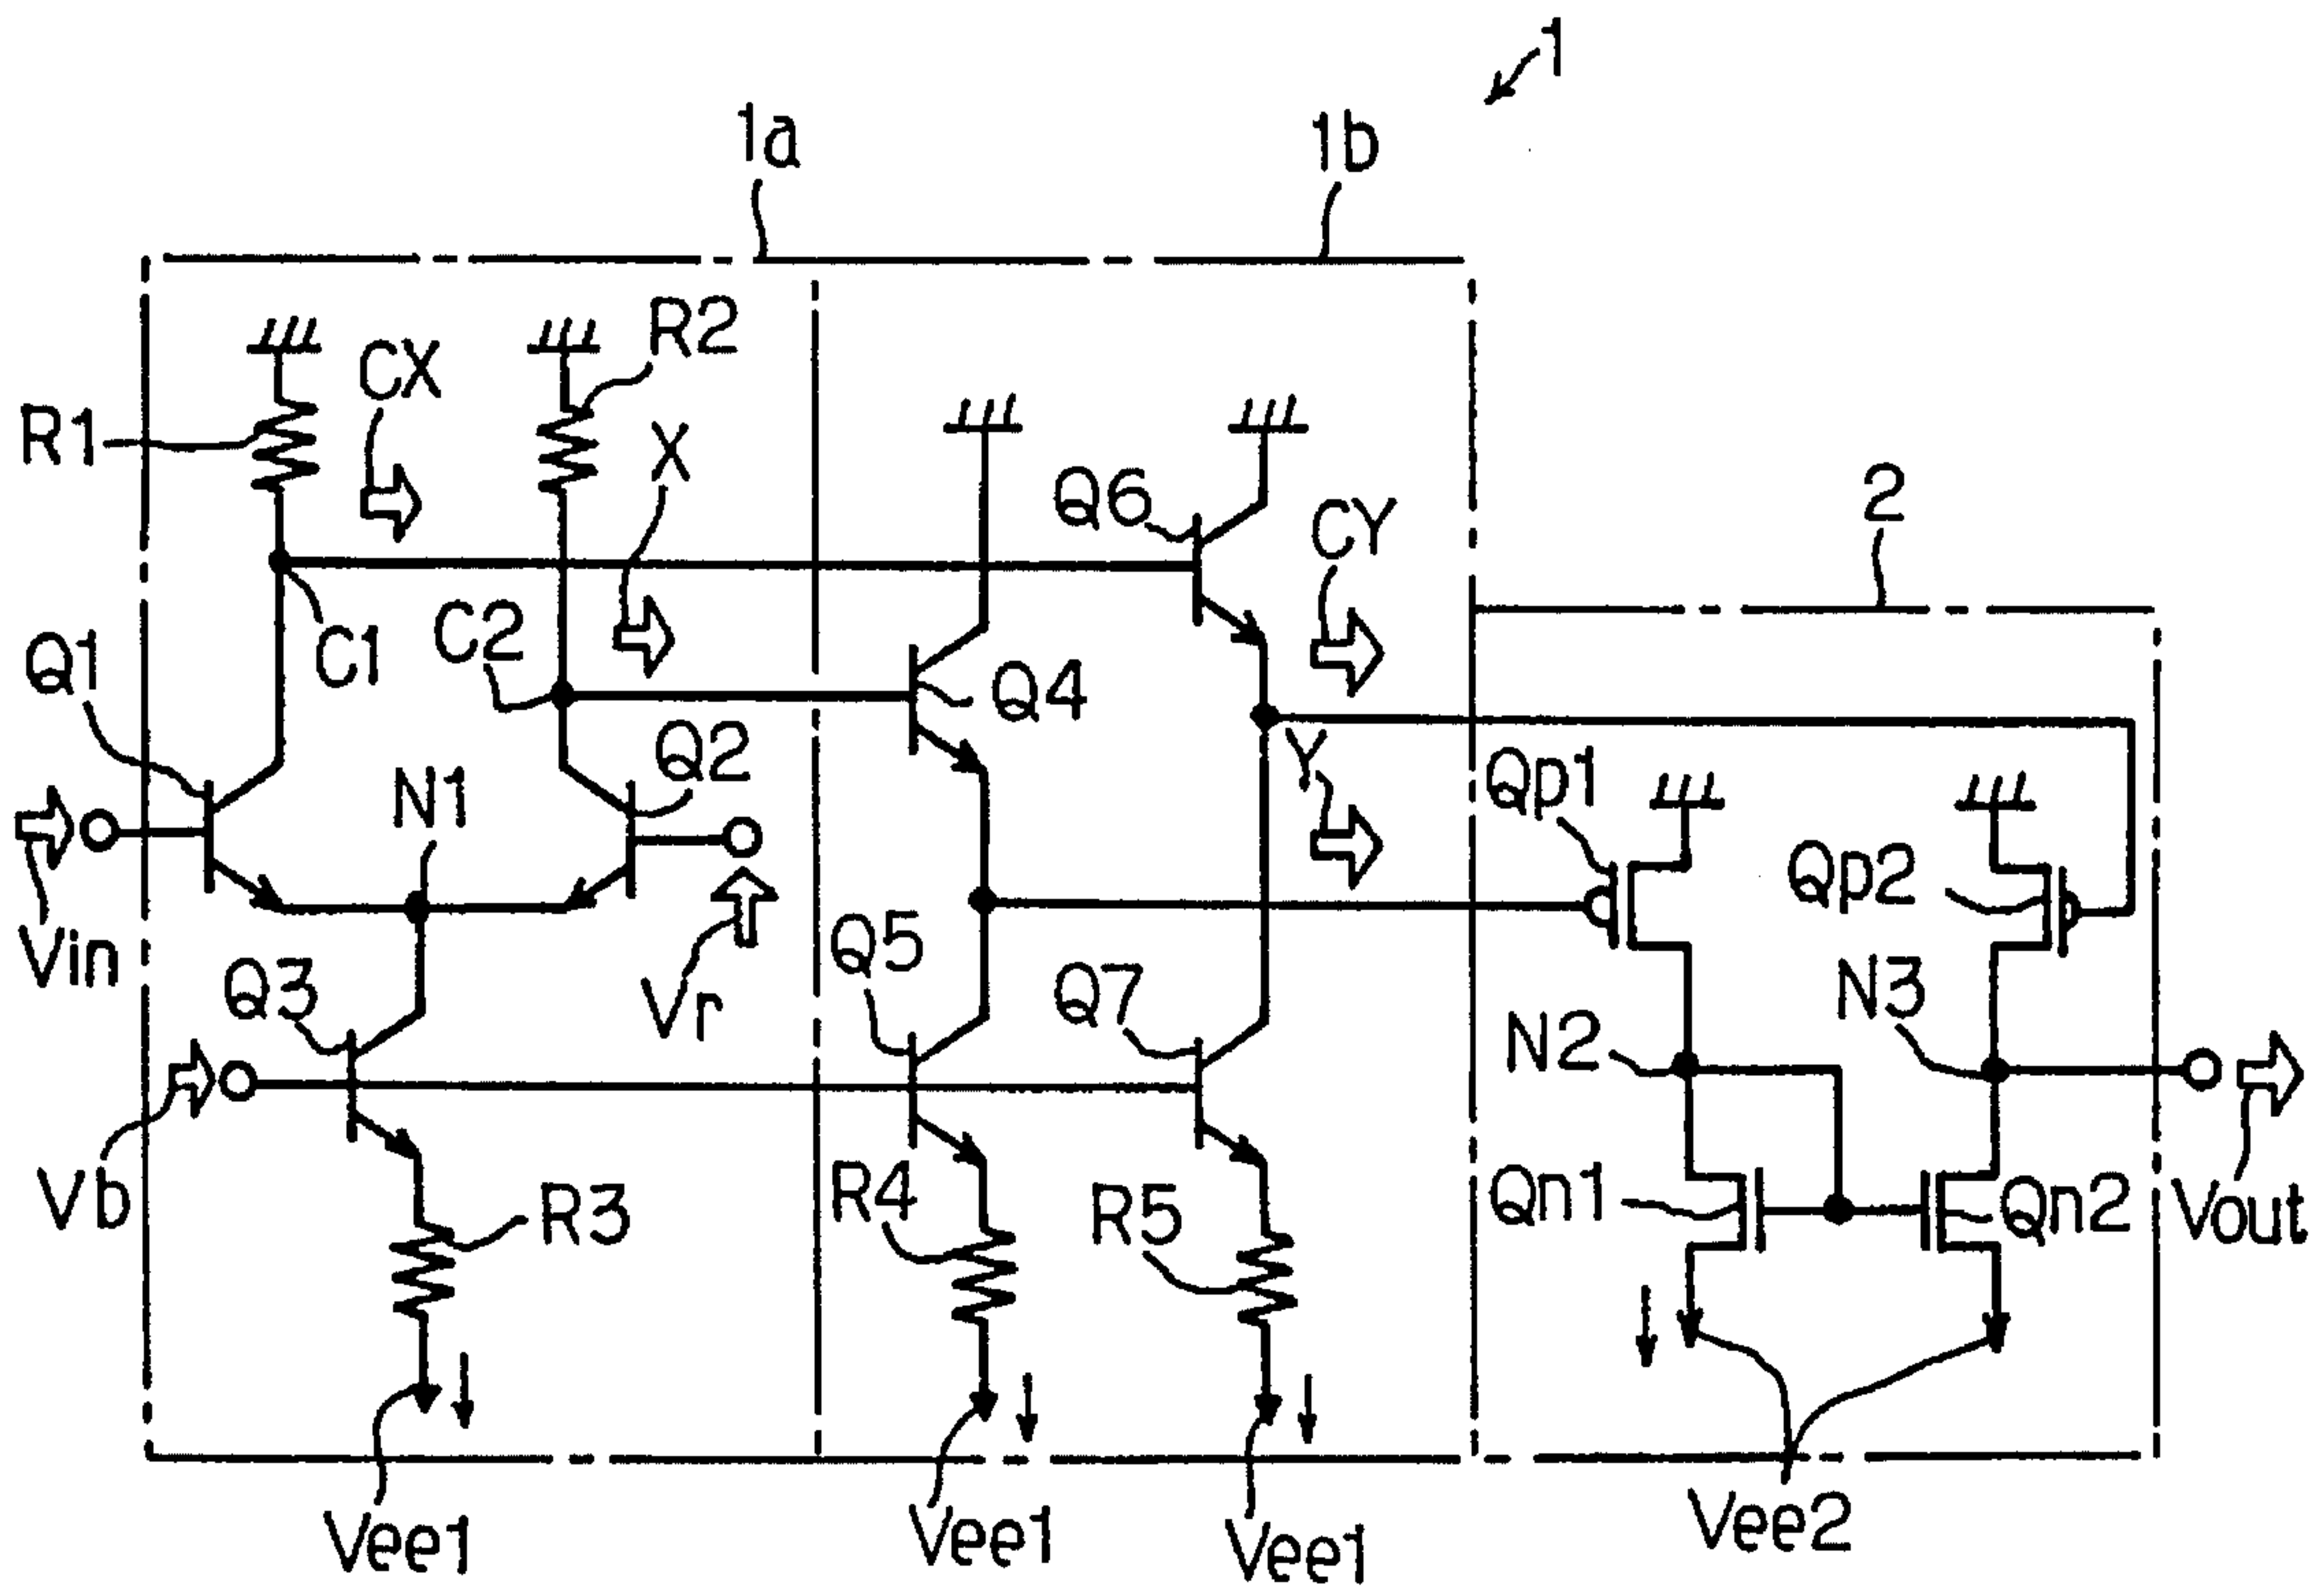 1
1a
1b
R2
CX
R1
X
Q6
2
CY
C2
C1
Q1
Q4
Q2
Y
Qp1
N1
Qp2
Vin
Q5
Q3
Q7
Vr
N3
N2
Vb
R3
R4
R5
Qn1
Qn2
Vout
Vee1
Vee1
Vee1
Vee2